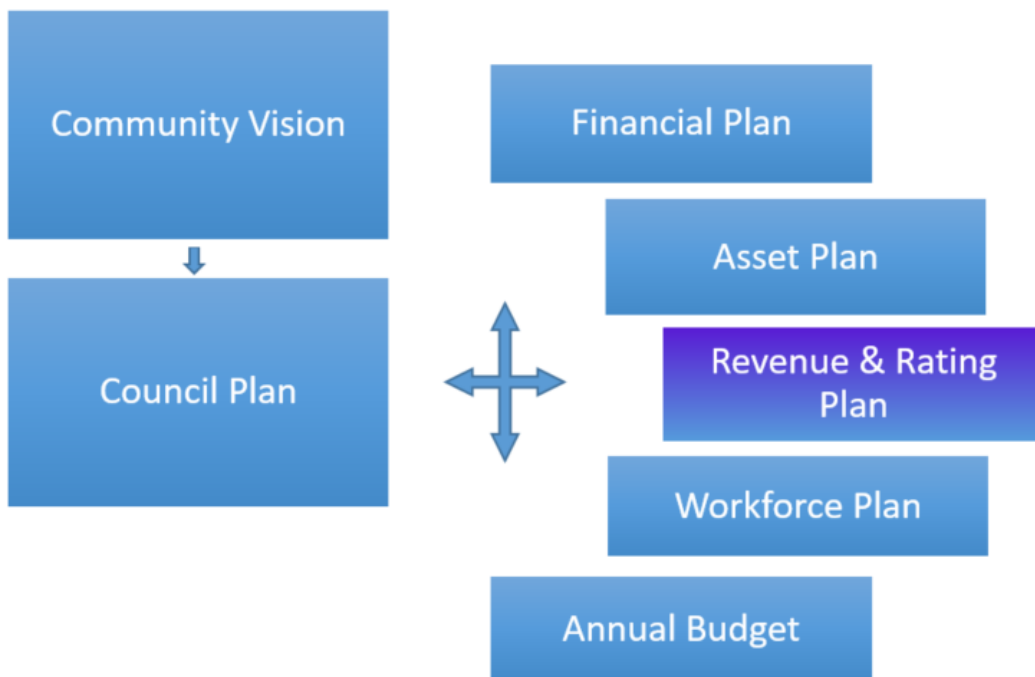 Community Vision
Council Plan
Financial Plan
Asset Plan
Revenue & Rating
Plan
Workforce Plan
Annual Budget